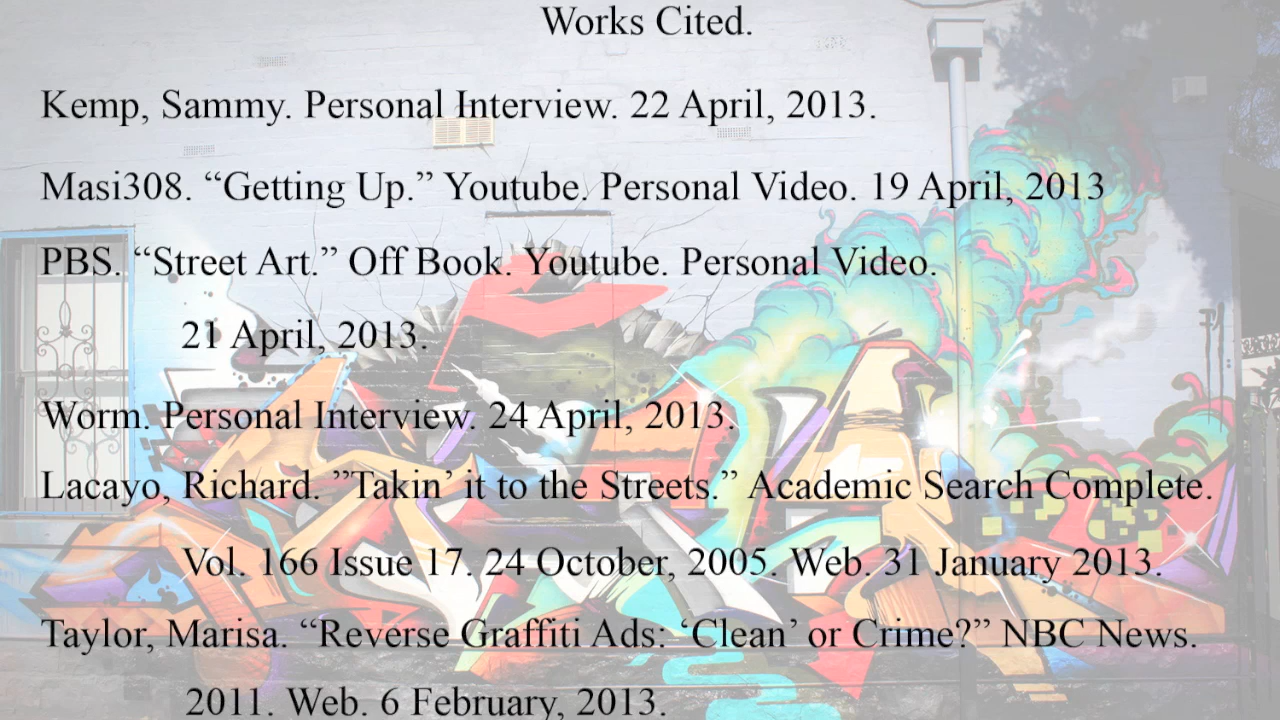 Works Cited.
Kemp, Sammy. Personal Interview. 22 April, 2013.
Masi308. “Getting Up.” Youtube. Personal Video. 19 April, 2013
PBS. “Street Art.” Off Book. Youtube. Personal Video.
21 April, 2013.
Worm. Personal Interview. 24 April, 2013.
Lacayo, Richard. ”Takin’ it to the Streets.” Academic Search Complete.
Vol. 166 Issue 17. 24 October, 2005. Web. 31 January 2013.
Taylor, Marisa. “Reverse Graffiti Ads: ‘Clean’ or Crime?” NBC News.
2011. Web. 6 February, 2013.